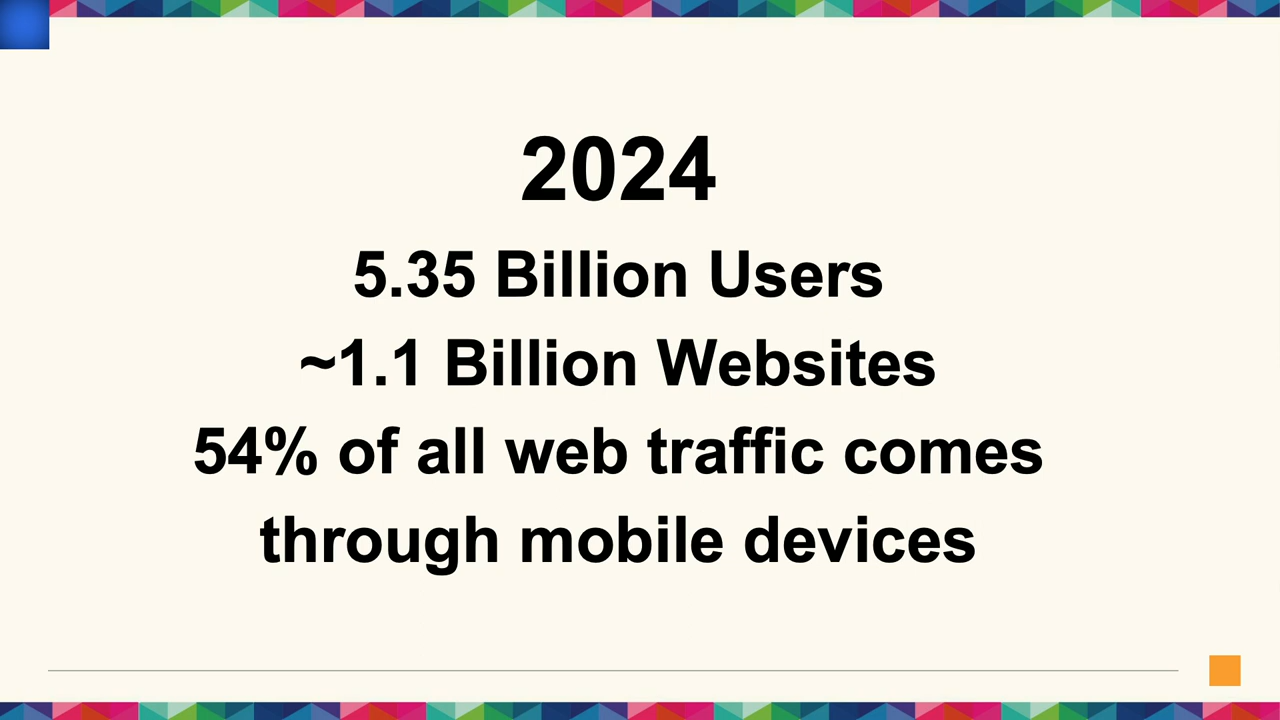 2024
5.35 Billion Users
~1.1 Billion Websites
54% of all web traffic comes
through mobile devices